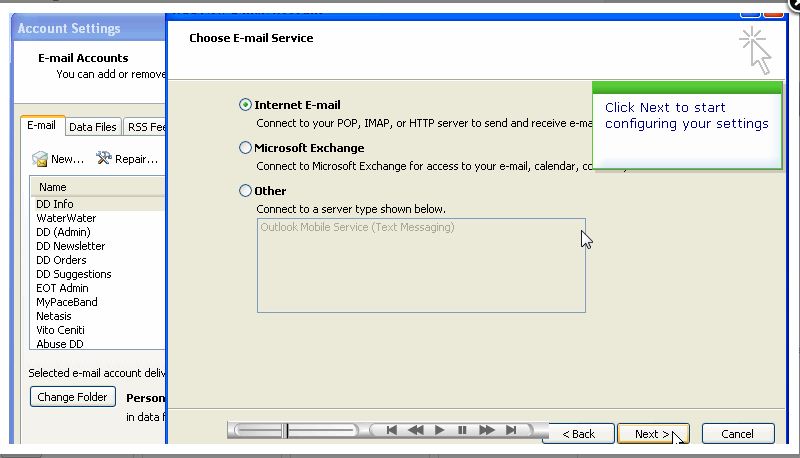 Account Settings
E-mail Accounts
You can add or remove
E-mail
Data Files
RSS Fee
New...
Repair...
Name
DD Info
WaterWater
DD (Admin)
DD Newsletter
DD Orders
DD Suggestions
EOT Admin
MyPaceBand
Netasis
Vito Ceniti
Abuse DD
Selected e-mail account deliv
Change Folder
Person
in data f
Choose E-mail Service
Internet E-mail
Connect to your POP, IMAP, or HTTP server to send and receive e-ma
Microsoft Exchange
Connect to Microsoft Exchange for access to your e-mail, calendar, co
Other
Connect to a server type shown below.
Outlook Mobile Service (Text Messaging)
Click Next to start
configuring your settings
< Back
Next >
Cancel